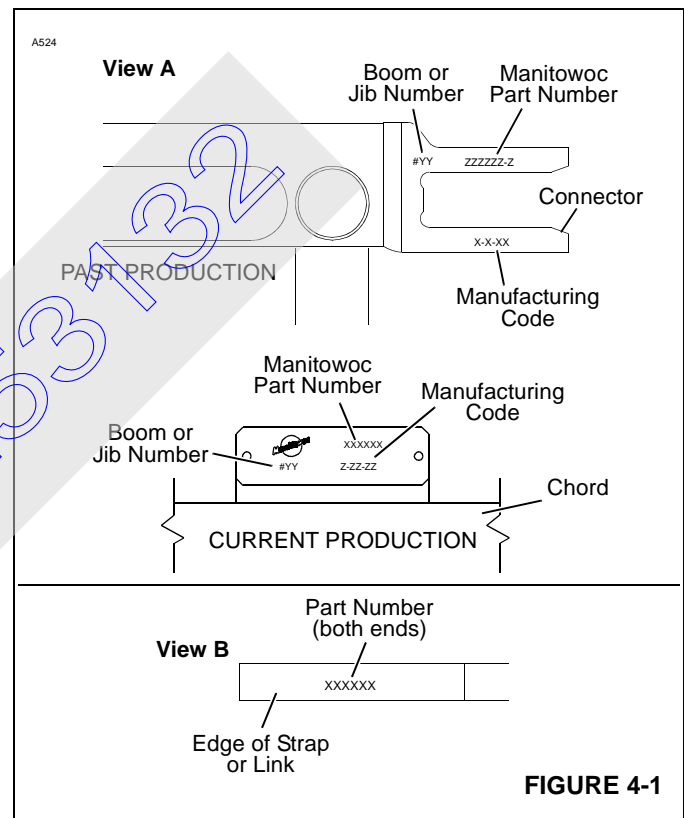 A524
View A
Boom or
Jib Number
Manitowoc
Part Number
#YY
ZZZZZZ-Z
Connector
X-X-XX
PAST PRODUCTION
Manufacturing
Code
Manitowoc
Part Number
Manufacturing
Code
Boom or
Jib Number
XXXXXX
#YY
Z-ZZ-ZZ
Chord
CURRENT PRODUCTION
Part Number
(both ends)
View B
XXXXXX
Edge of Strap
or Link
FIGURE 4-1
53132